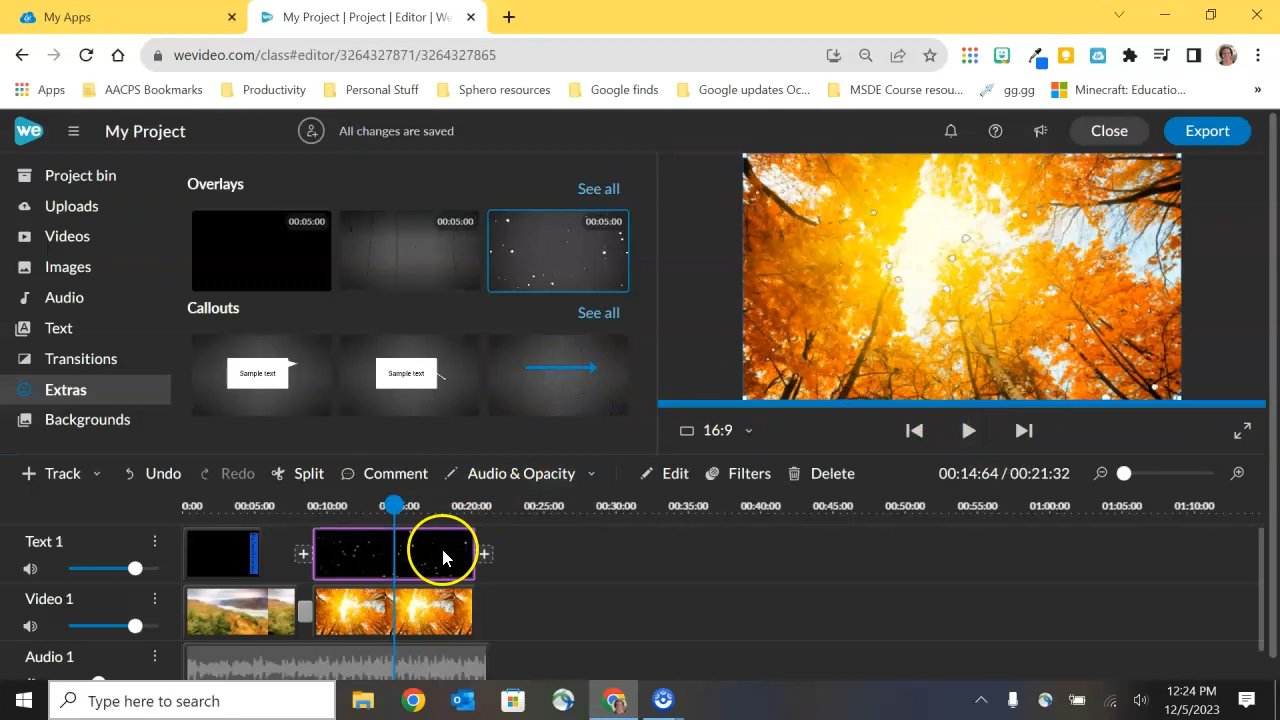 My Apps
My Project | Project | Editor | We
wevideo.com/class#editor/3264327871/3264327865
Apps
AACPS Bookmarks
Productivity
Personal Stuff
Sphero resources
Google finds
Google updates Oc...
MSDE Course resou...
gg.gg
Minecraft: Educatio...
»
we
My Project
All changes are saved
Close
Export
Project bin
Uploads
Videos
Images
Audio
Text
Transitions
Extras
Backgrounds
Overlays
See all
00:05:00
00:05:00
00:05:00
Callouts
See all
Sample text
Sample text
16:9
+ Track
Undo
Redo
Split
Comment
Audio & Opacity
Edit
Filters
Delete
00:14:64 / 00:21:32
0:00
00:05:00
00:10:00
00:20:00
00:25:00
00:30:00
00:35:00
00:40:00
00:45:00
00:50:00
00:55:00
01:00:00
01:05:00
01:10:00
Text 1
Video 1
Audio 1
Type here to search
12:24 PM
12/5/2023